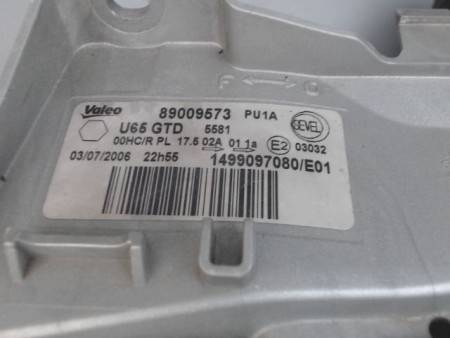 F O
Valeo 89009573 PU1A SEVEL
U65 GTD 5581
00HC/R PL 17.5 02A 01 1a E2 03032
03/07/2006 22h55 1499097080/E01